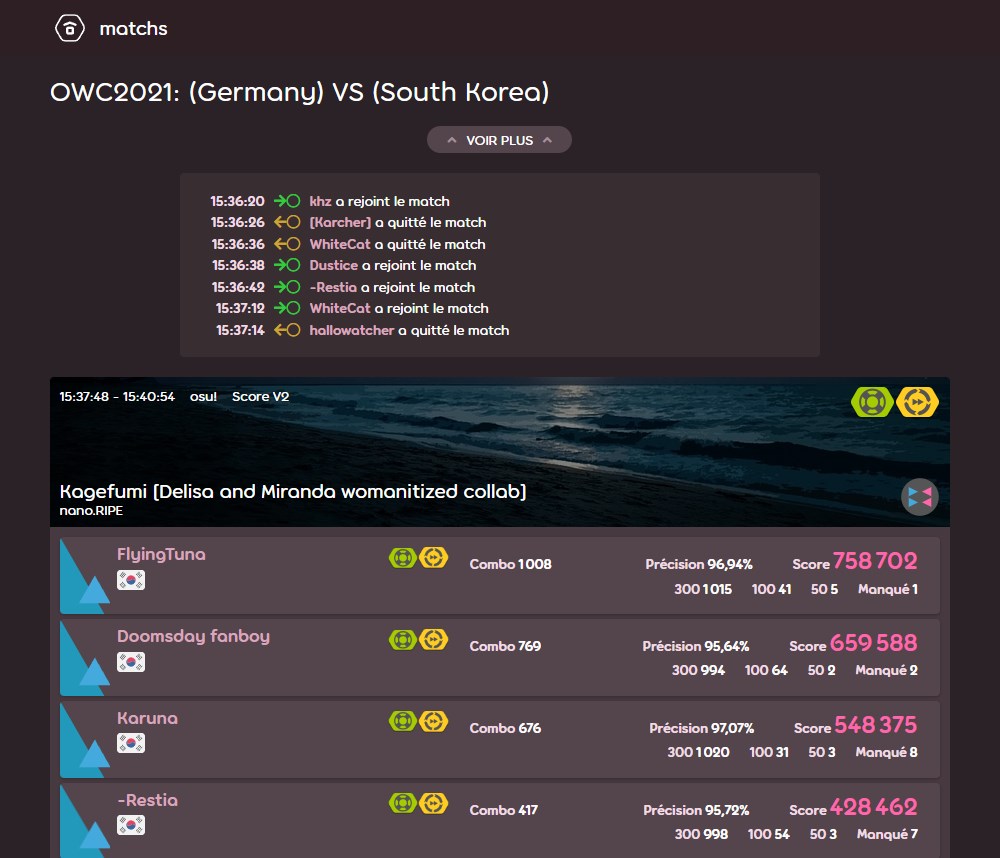 matchs
OWC2021: (Germany) VS (South Korea)
VOIR PLUS
15:36:20 khz a rejoint le match
15:36:26 [Karcher] a quitté le match
15:36:36 WhiteCat a quitté le match
15:36:38 Dustice a rejoint le match
15:36:42 -Restia a rejoint le match
15:37:12 WhiteCat a rejoint le match
15:37:14 hallowatcher a quitté le match
15:37:48 - 15:40:54 osu! Score V2
Kagefumi [Delisa and Miranda womanitized collab]
nano.RIPE
FlyingTuna Combo 1 008 Précision 96,94% Score 758 702
300 1 015 100 41 50 5 Manqué 1
Doomsday fanboy Combo 769 Précision 95,64% Score 659 588
300 994 100 64 50 2 Manqué 2
Karuna Combo 676 Précision 97,07% Score 548 375
300 1 020 100 31 50 3 Manqué 8
-Restia Combo 417 Précision 95,72% Score 428 462
300 998 100 54 50 3 Manqué 7